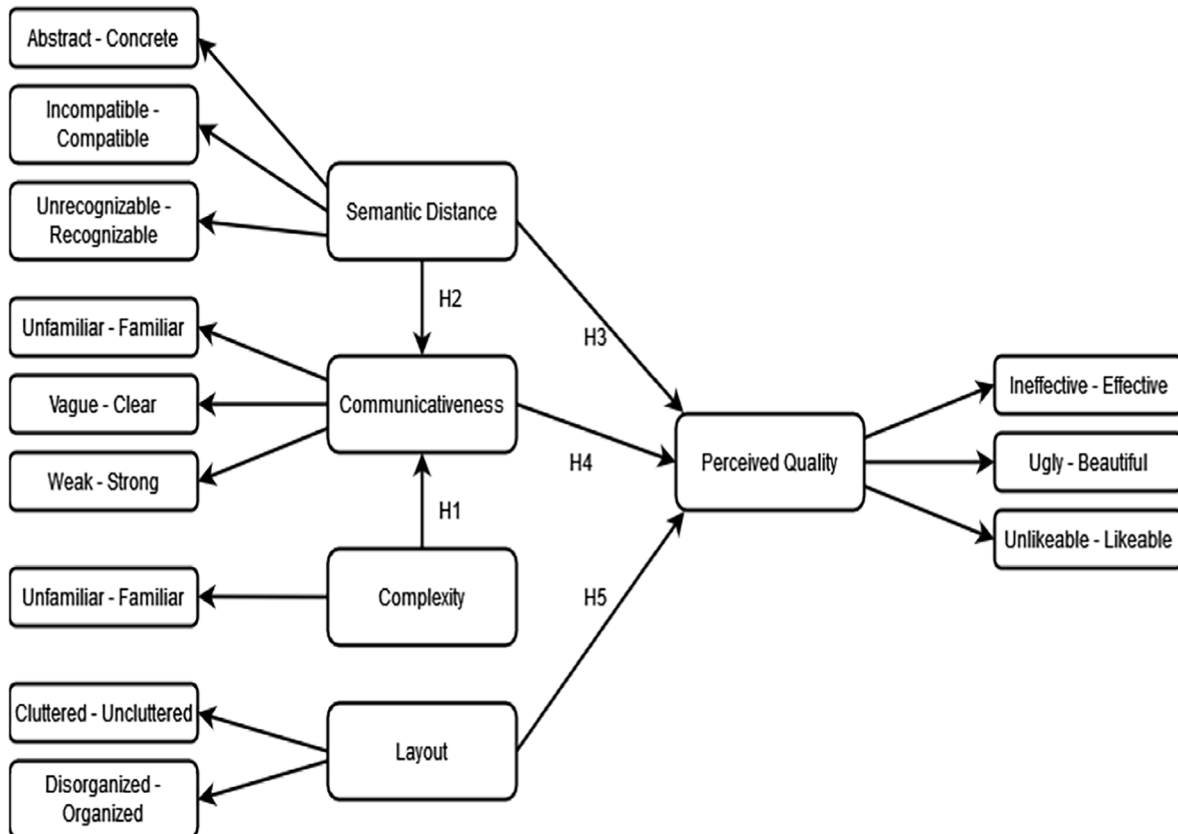 Abstract - Concrete
Incompatible -
Compatible
Unrecognizable -
Recognizable
Semantic Distance
H2
H3
Unfamiliar - Familiar
Vague - Clear
Weak - Strong
Communicativeness
H4
H1
Perceived Quality
Ineffective - Effective
Ugly - Beautiful
Unlikeable - Likeable
Unfamiliar - Familiar
Complexity
H5
Cluttered - Uncluttered
Disorganized -
Organized
Layout